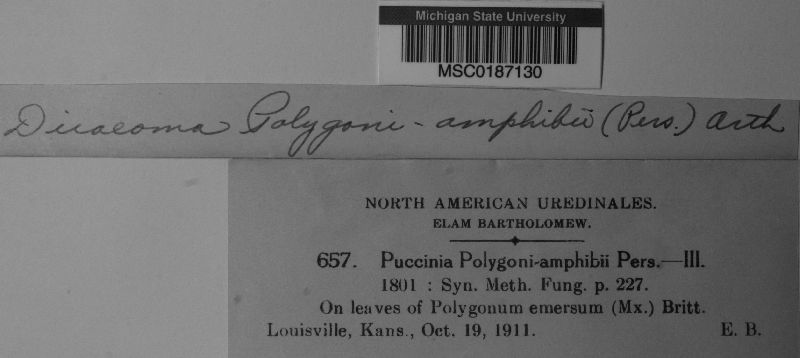 Michigan State University
MSC0187130
Dicaeoma Polygoni-amphibii (Pers.) Arth
NORTH AMERICAN UREDINALES.
ELAM BARTHOLOMEW.
657. Puccinia Polygoni-amphibii Pers.—III.
1801 : Syn. Meth. Fung. p. 227.
On leaves of Polygonum emersum (Mx.) Britt.
Louisville, Kans., Oct. 19, 1911. E. B.